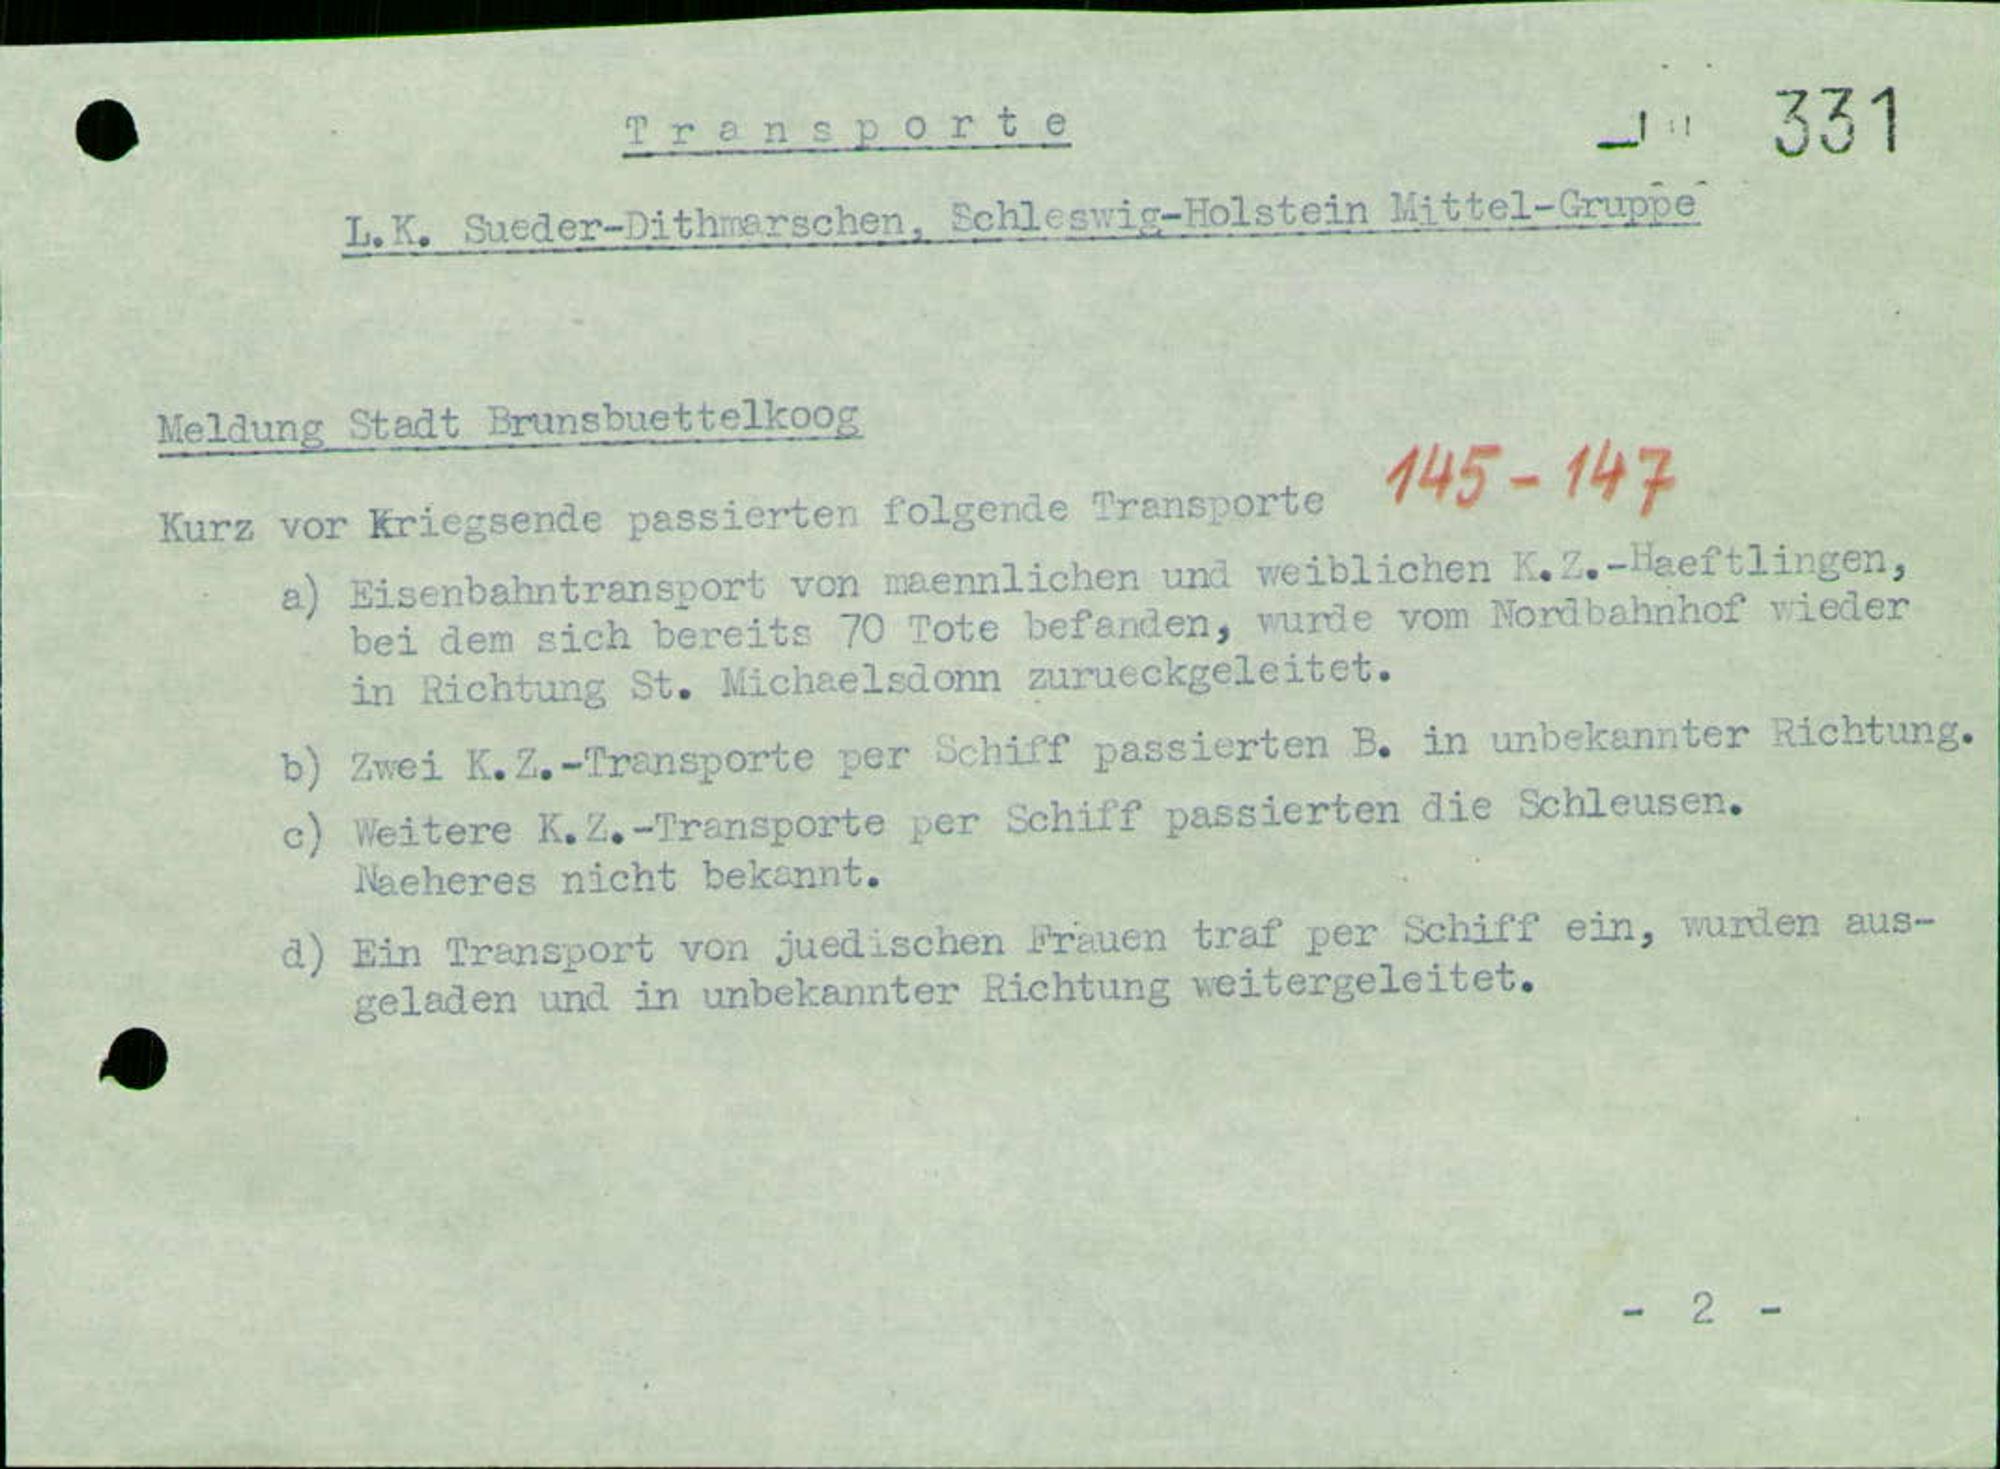 Transporte
331
L.K. Sueder-Dithmarschen, Schleswig-Holstein Mittel-Gruppe
Meldung Stadt Brunsbuettelkoog
145-147
Kurz vor Kriegsende passierten folgende Transporte
a) Eisenbahntransport von maennlichen und weiblichen K.Z.-Haeftlingen,
bei dem sich bereits 70 Tote befanden, wurde vom Nordbahnhof wieder
in Richtung St. Michaelsdonn zurueckgeleitet.
b) Zwei K.Z.-Transporte per Schiff passierten B. in unbekannter Richtung.
c) Weitere K.Z.-Transporte per Schiff passierten die Schleusen.
Naeheres nicht bekannt.
d) Ein Transport von juedischen Frauen traf per Schiff ein, wurden aus-
geladen und in unbekannter Richtung weitergeleitet.
- 2 -